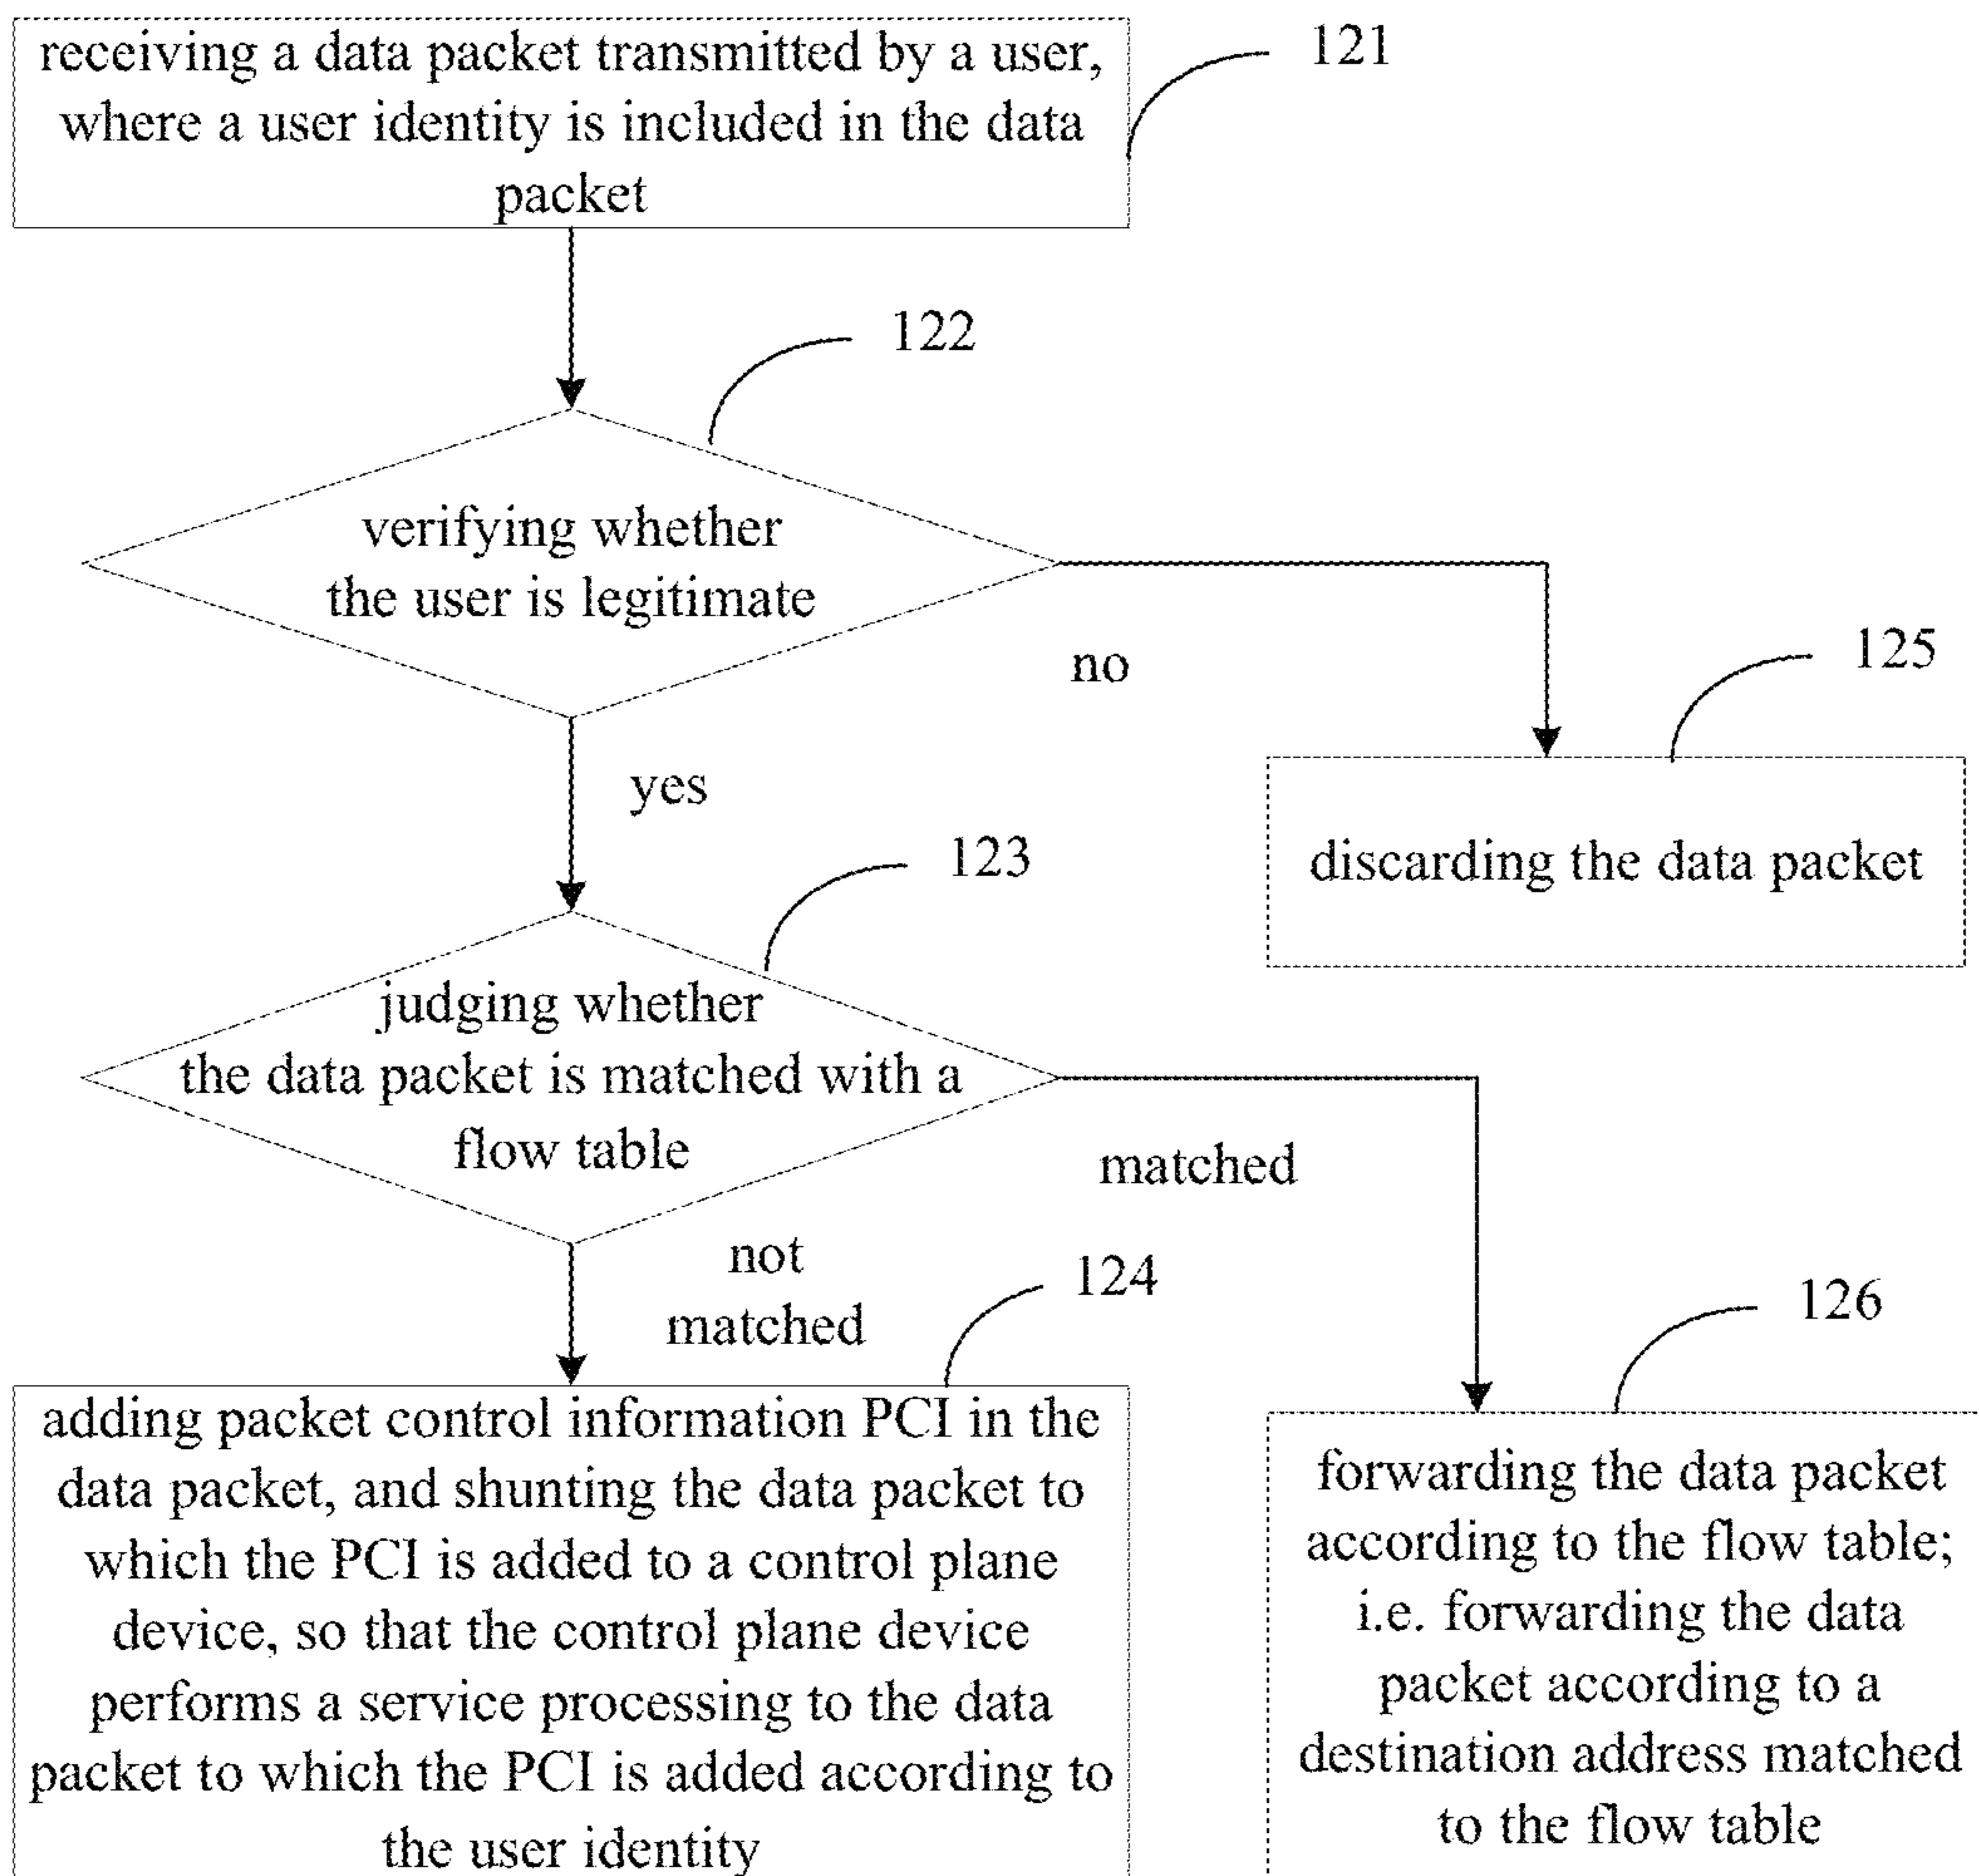 receiving a data packet transmitted by a user,
where a user identity is included in the data
packet
121
122
verifying whether
the user is legitimate
no
125
yes
discarding the data packet
123
judging whether
the data packet is matched with a
flow table
matched
not
matched
124
126
adding packet control information PCI in the
data packet, and shunting the data packet to
which the PCI is added to a control plane
device, so that the control plane device
performs a service processing to the data
packet to which the PCI is added according to
the user identity
forwarding the data packet
according to the flow table;
i.e. forwarding the data
packet according to a
destination address matched
to the flow table